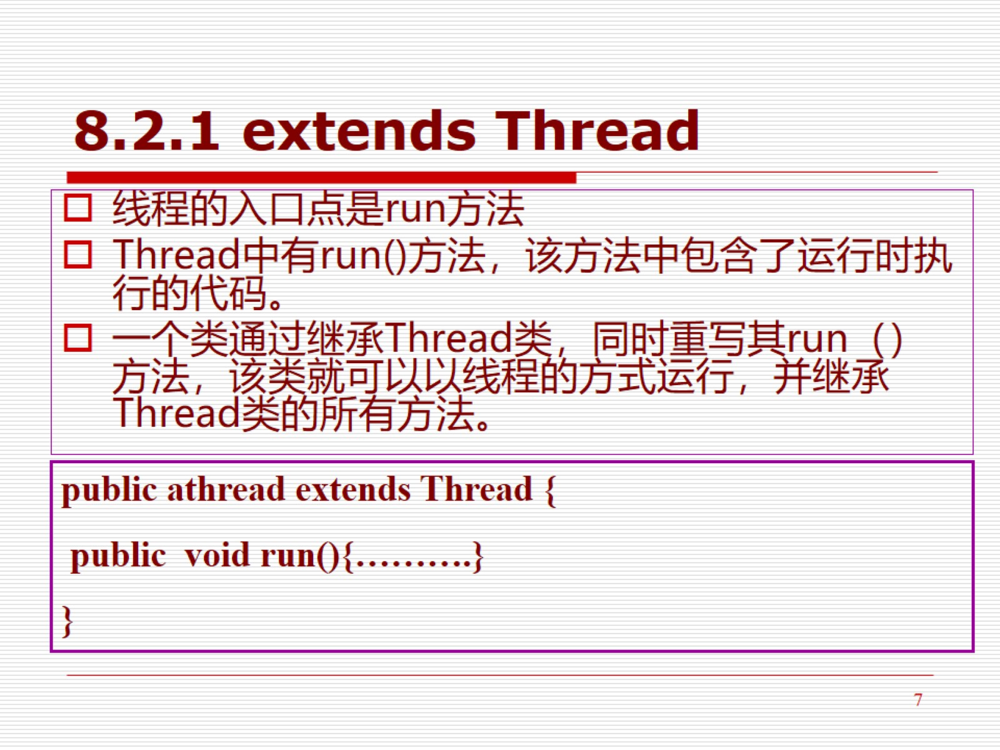 8.2.1 extends Thread
线程的入口点是run方法
Thread中有run()方法，该方法中包含了运行时执
行的代码。
一个类通过继承Thread类，同时重写其run（）
方法，该类就可以以线程的方式运行，并继承
Thread类的所有方法。
public athread extends Thread {
public  void run(){……….}
}
7